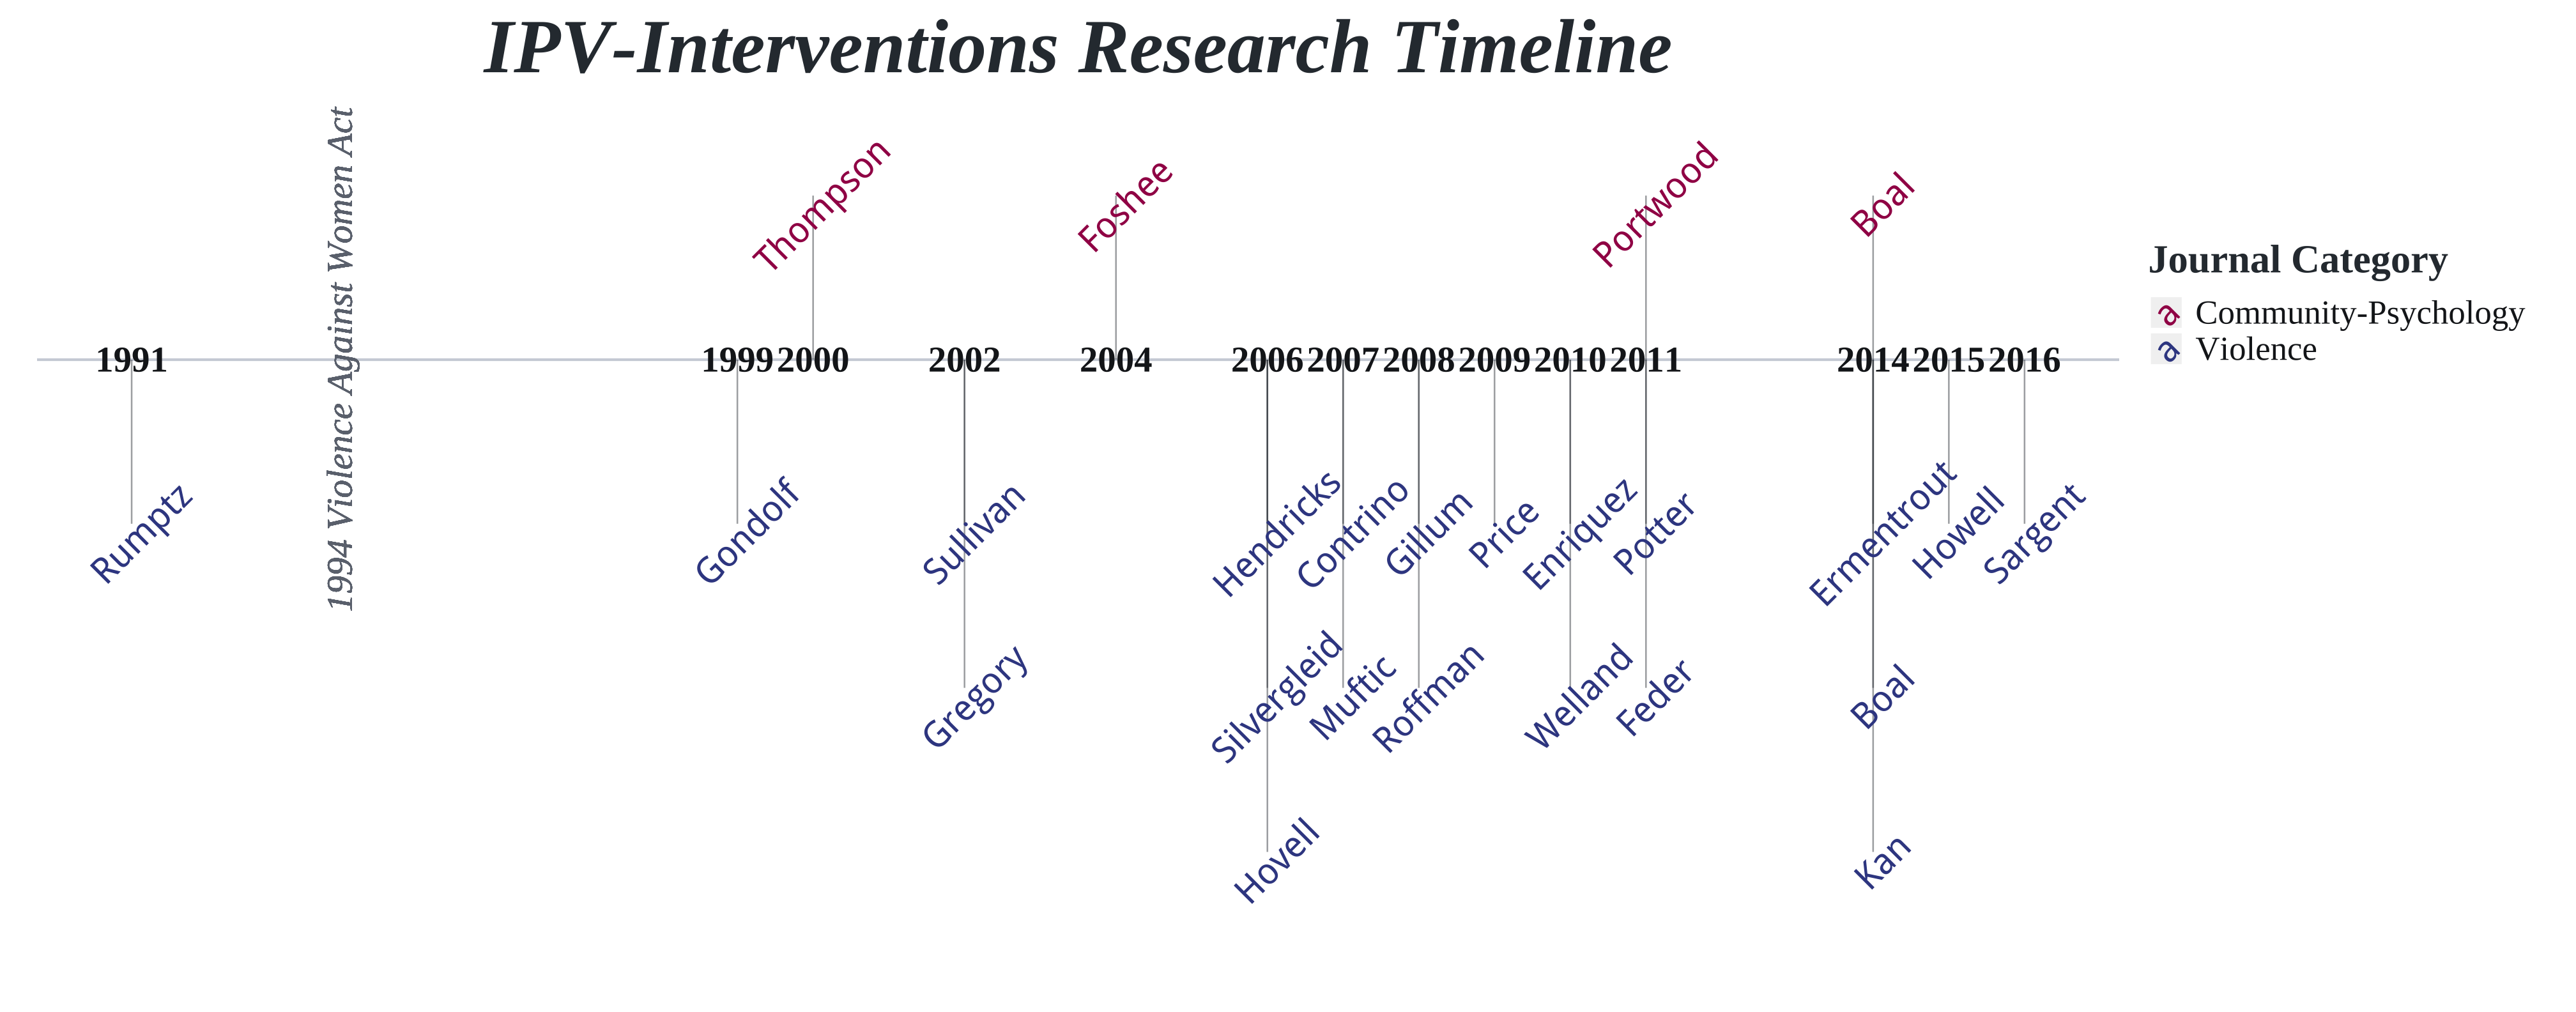 IPV-Interventions Research Timeline
1994 Violence Against Women Act
Thompson
Foshee
Portwood
Boal
Journal Category
a Community-Psychology
a Violence
1991
1999
2000
2002
2004
2006
2007
2008
2009
2010
2011
2014
2015
2016
Rumptz
Gondolf
Sullivan
Hendricks
Contrino
Gillum
Price
Enriquez
Potter
Ermentrout
Howell
Sargent
Gregory
Silvergleid
Muftic
Roffman
Welland
Feder
Boal
Hovell
Kan